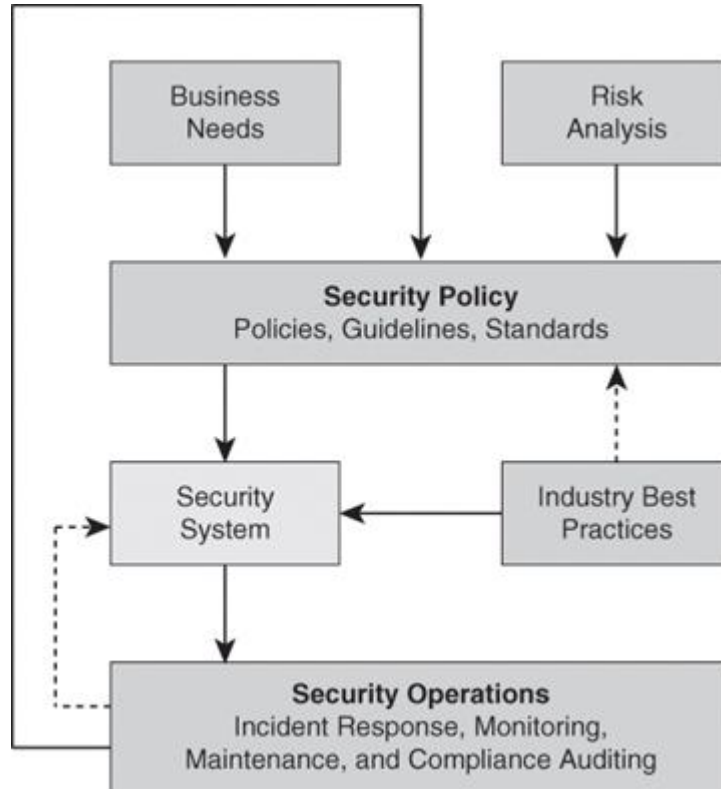 Business
Needs
Risk
Analysis
Security Policy
Policies, Guidelines, Standards
Security
System
Industry Best
Practices
Security Operations
Incident Response, Monitoring,
Maintenance, and Compliance Auditing